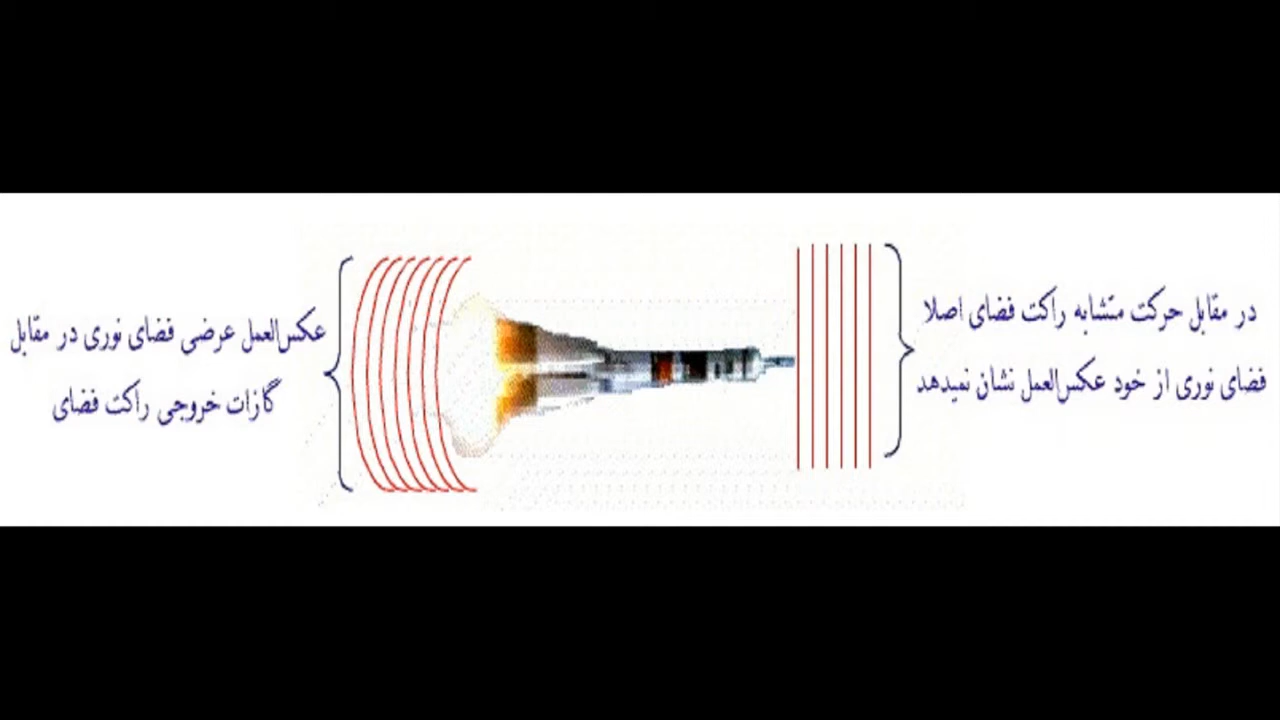 در مقابل حرکت متشابه راکت فضای اصلا
فضای نوری از خود عکس‌العمل نشان نمیدهد
عکس‌العمل عرضی فضای نوری در مقابل
گازات خروجی راکت فضای